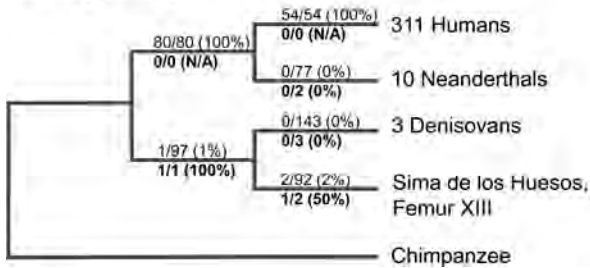 54/54 (100%)
0/0 (N/A)
311 Humans
80/80 (100%)
0/0 (N/A)
0/77 (0%)
0/2 (0%)
10 Neanderthals
0/143 (0%)
0/3 (0%)
3 Denisovans
1/97 (1%)
1/1 (100%)
2/92 (2%)
1/2 (50%)
Sima de los Huesos,
Femur XIII
Chimpanzee